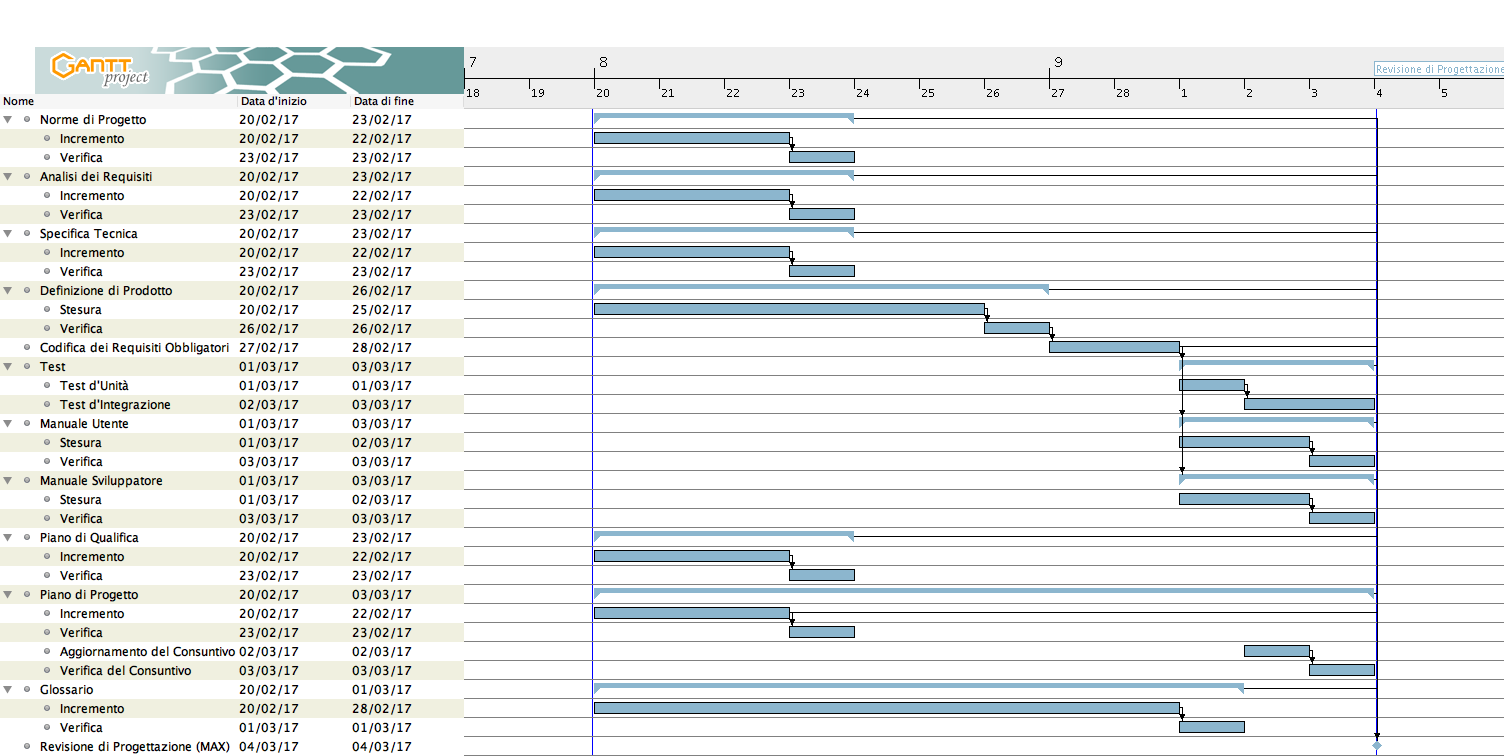 GANTT
project
7 8 9
Revisione di Progettazione
18 19 20 21 22 23 24 25 26 27 28 1 2 3 4 5
Nome Data d'inizio Data di fine
Norme di Progetto 20/02/17 23/02/17
Incremento 20/02/17 22/02/17
Verifica 23/02/17 23/02/17
Analisi dei Requisiti 20/02/17 23/02/17
Incremento 20/02/17 22/02/17
Verifica 23/02/17 23/02/17
Specifica Tecnica 20/02/17 23/02/17
Incremento 20/02/17 22/02/17
Verifica 23/02/17 23/02/17
Definizione di Prodotto 20/02/17 26/02/17
Stesura 20/02/17 25/02/17
Verifica 26/02/17 26/02/17
Codifica dei Requisiti Obbligatori 27/02/17 28/02/17
Test 01/03/17 03/03/17
Test d'Unità 01/03/17 01/03/17
Test d'Integrazione 02/03/17 03/03/17
Manuale Utente 01/03/17 03/03/17
Stesura 01/03/17 02/03/17
Verifica 03/03/17 03/03/17
Manuale Sviluppatore 01/03/17 03/03/17
Stesura 01/03/17 02/03/17
Verifica 03/03/17 03/03/17
Piano di Qualifica 20/02/17 23/02/17
Incremento 20/02/17 22/02/17
Verifica 23/02/17 23/02/17
Piano di Progetto 20/02/17 03/03/17
Incremento 20/02/17 22/02/17
Verifica 23/02/17 23/02/17
Aggiornamento del Consuntivo 02/03/17 02/03/17
Verifica del Consuntivo 03/03/17 03/03/17
Glossario 20/02/17 01/03/17
Incremento 20/02/17 28/02/17
Verifica 01/03/17 01/03/17
Revisione di Progettazione (MAX) 04/03/17 04/03/17